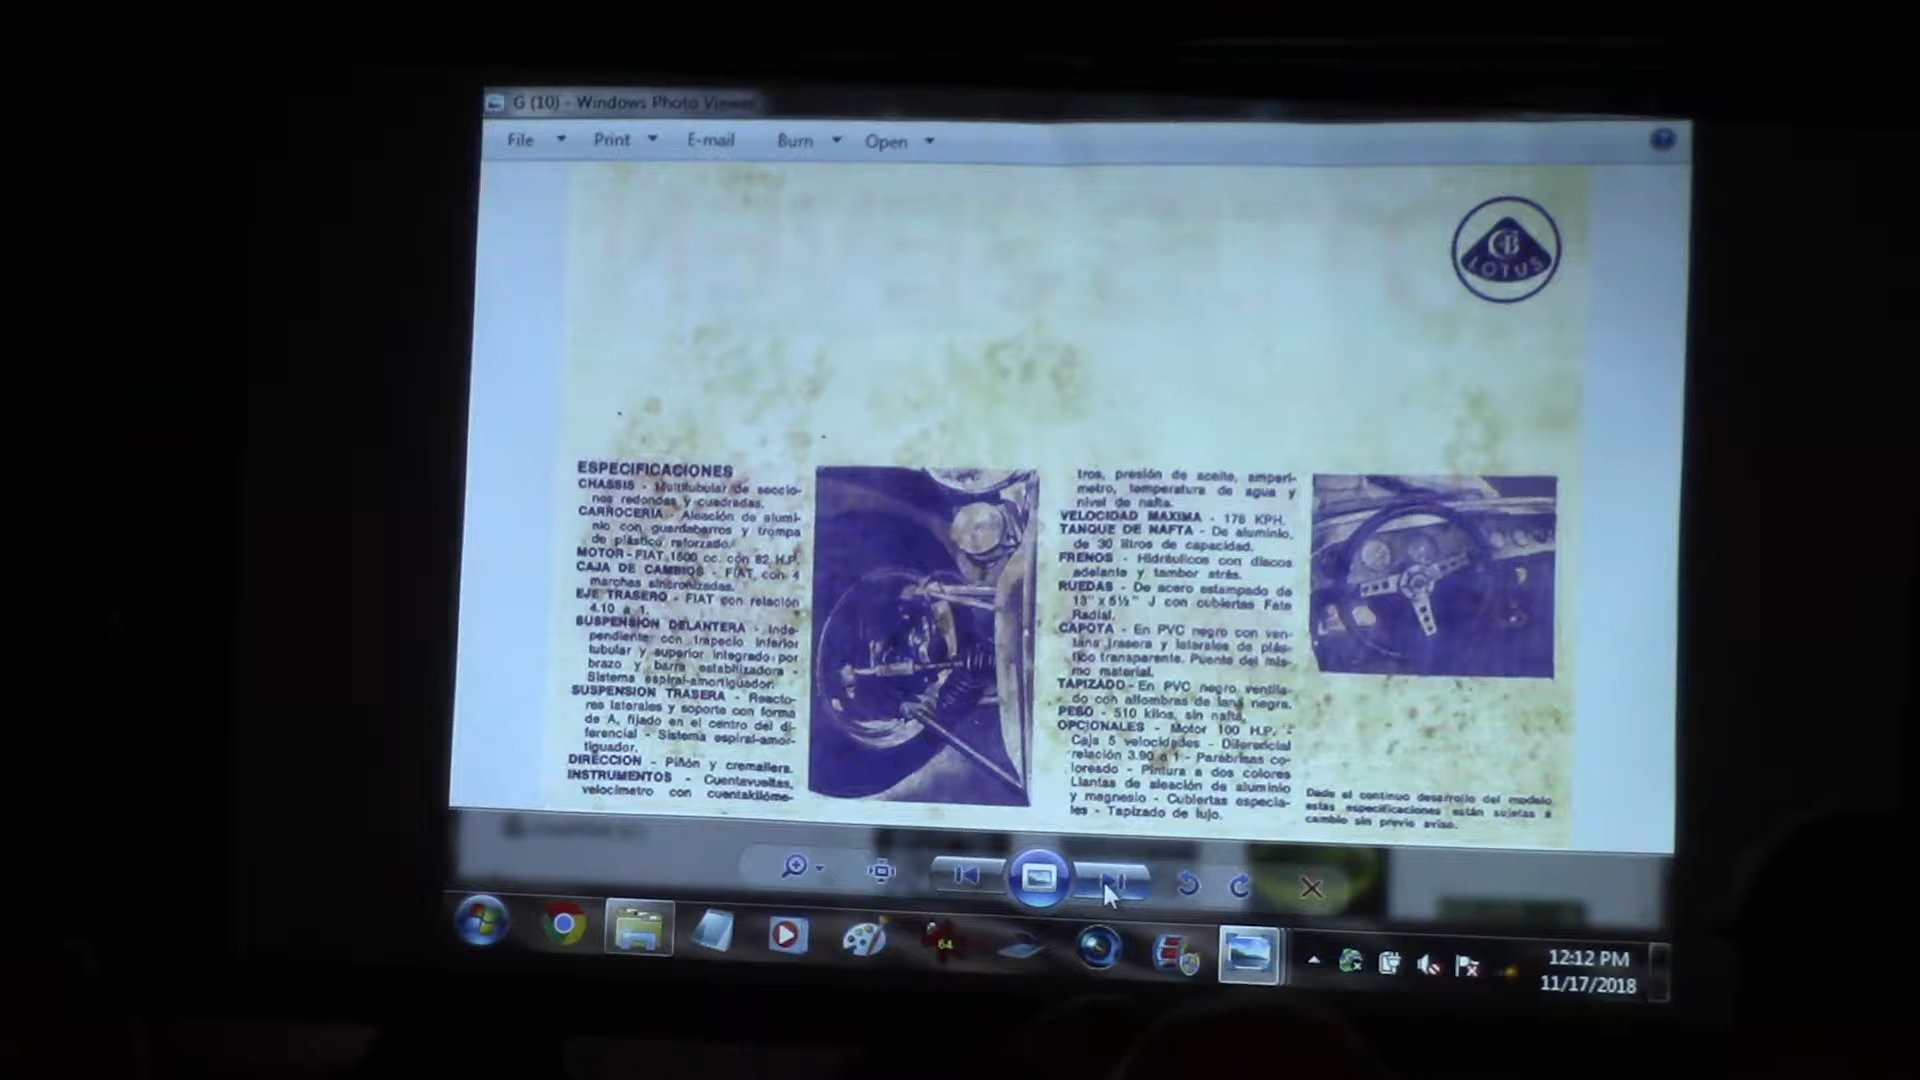 G (10) - Windows Photo Viewer
File Print E-mail Burn Open
LOTUS
ESPECIFICACIONES
CHASSIS - Multitubular de seccio-
nes redondas y cuadradas.
CARROCERIA - Aleación de alumi-
nio con guardabarros y trompa
de plástico reforzado.
MOTOR - FIAT 1600 cc. con 82 H.P.
CAJA DE CAMBIOS - FIAT con 4
marchas sincronizadas.
EJE TRASERO - FIAT con relación
4.10 a 1.
SUSPENSION DELANTERA - Inde-
pendiente con trapecio inferior
tubular y superior integrado por
brazo y barra estabilizadora -
Sistema espiral-amortiguador.
SUSPENSION TRASERA - Reacto-
res laterales y soporte con forma
de A, fijado en el centro del di-
ferencial - Sistema espiral-amor-
tiguador.
DIRECCION - Piñón y cremallera.
INSTRUMENTOS - Cuentavueltas,
velocímetro con cuentakilóme-
tros, presión de aceite, amperí-
metro, temperatura de agua y
nivel de nafta.
VELOCIDAD MAXIMA - 178 KPH.
TANQUE DE NAFTA - De aluminio,
de 30 litros de capacidad.
FRENOS - Hidráulicos con discos
adelante y tambor atrás.
RUEDAS - De acero estampado de
13" x 5½" J con cubiertas Fate
Radial.
CAPOTA - En PVC negro con ven-
tana trasera y laterales de plás-
tico transparente. Puente del mis-
mo material.
TAPIZADO - En PVC negro ventila-
do con alfombras de lana negra.
PESO - 510 kilos, sin nafta.
OPCIONALES - Motor 100 H.P. -
Caja 5 velocidades - Diferencial
relación 3.90 a 1 - Parabrisas co-
loreado - Pintura a dos colores
Llantas de aleación de aluminio
y magnesio - Cubiertas especia-
les - Tapizado de lujo.
Dado el continuo desarrollo del modelo
estas especificaciones están sujetas a
cambio sin previo aviso.
64
12:12 PM
11/17/2018